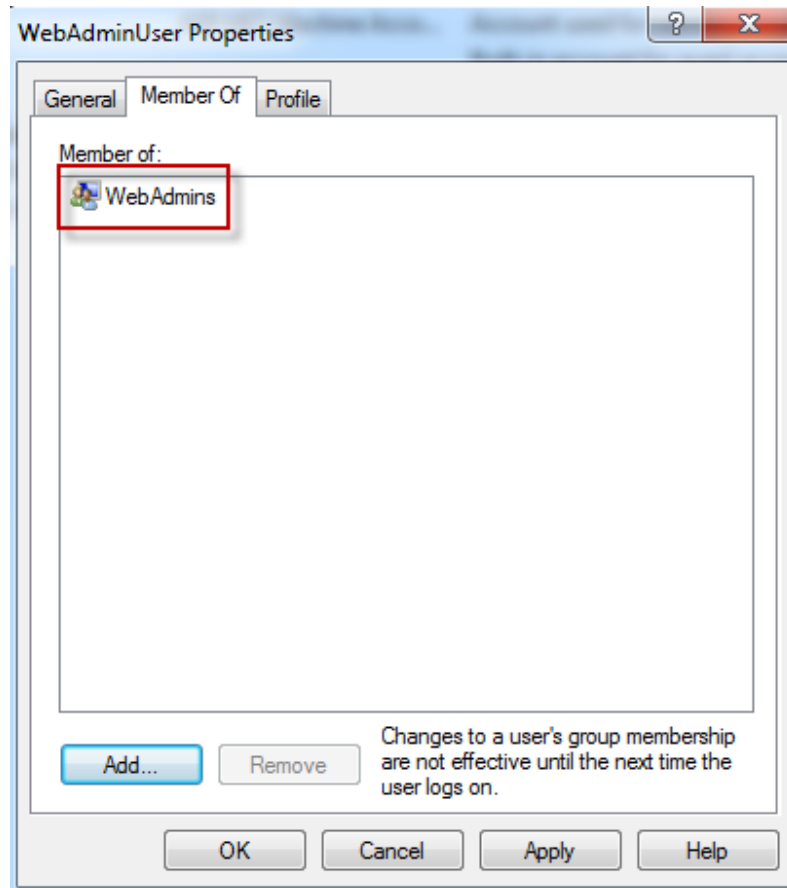 WebAdminUser Properties
General Member Of Profile
Member of:
WebAdmins
Add... Remove
Changes to a user's group membership
are not effective until the next time the
user logs on.
OK Cancel Apply Help